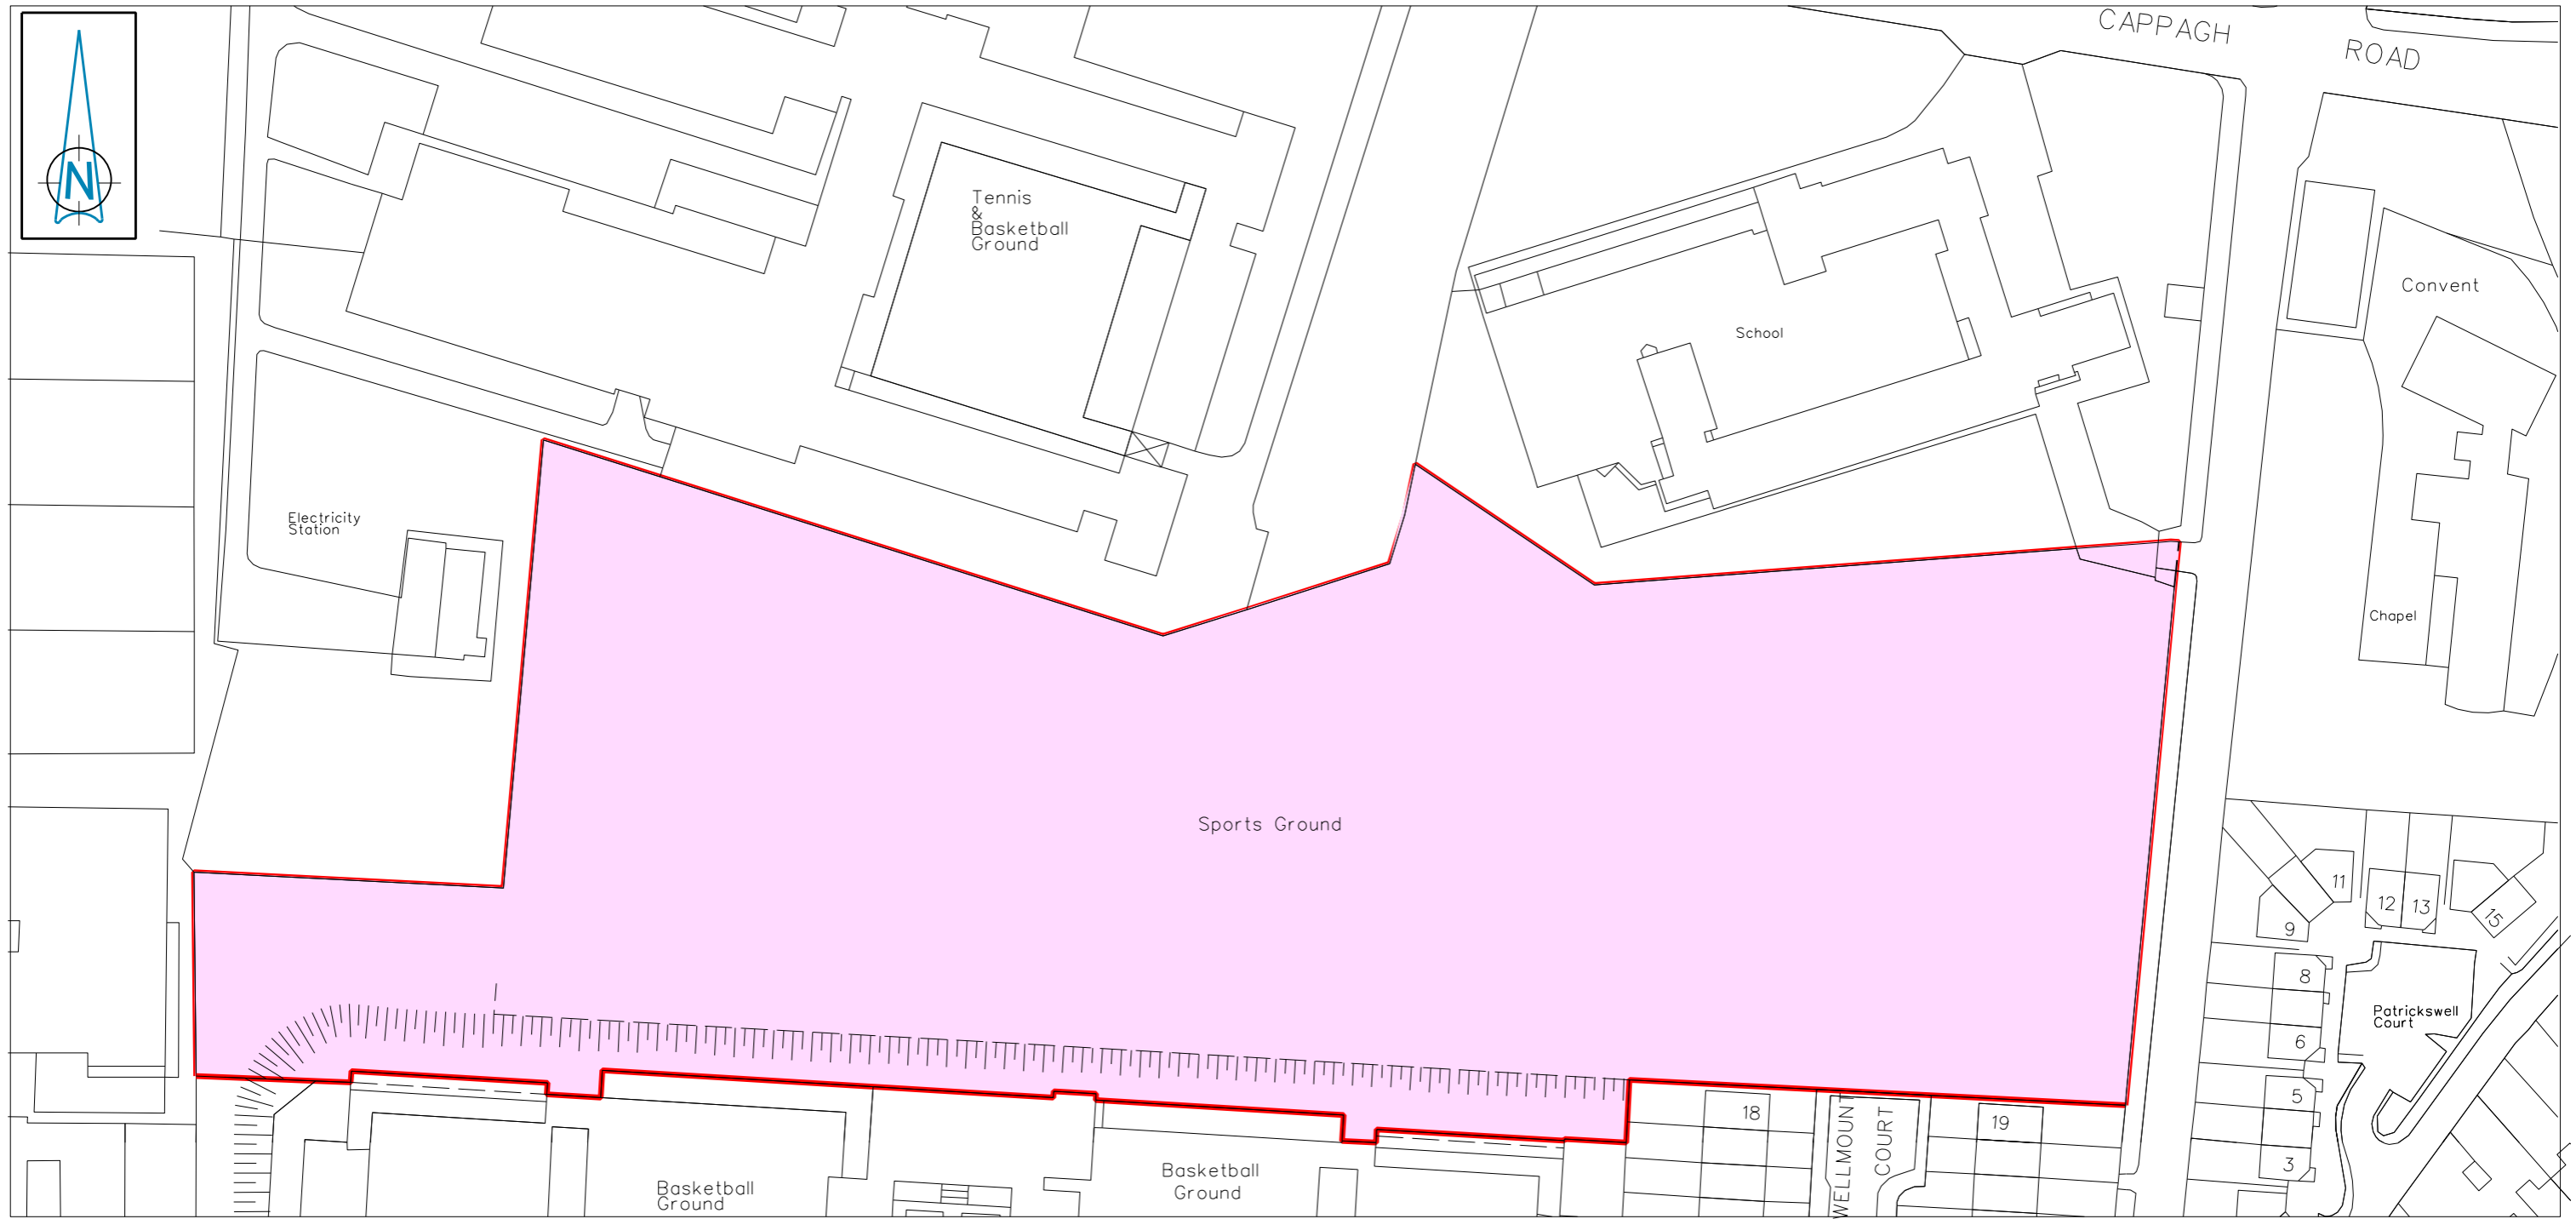 CAPPAGH
ROAD
N
Tennis
&
Basketball
Ground
School
Convent
Electricity
Station
Chapel
Sports Ground
11
12
13
15
9
8
6
5
3
Patrickswell
Court
18
WELLMOUNT
COURT
19
Basketball
Ground
Basketball
Ground